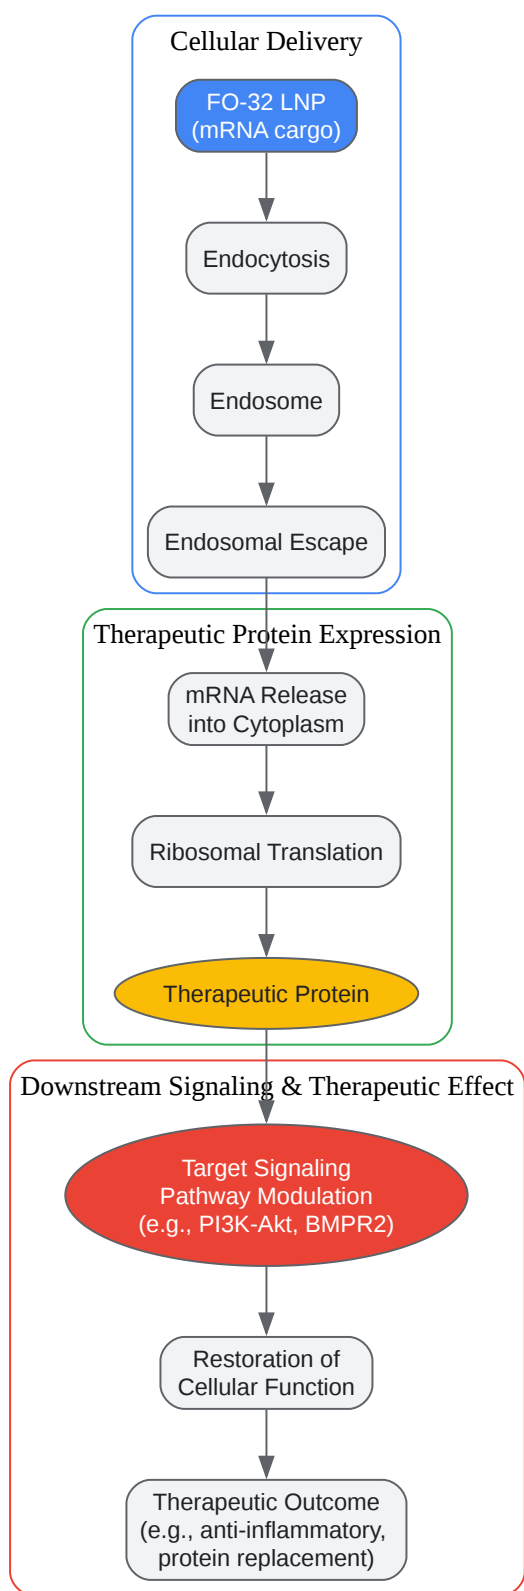 Cellular Delivery
FO-32 LNP
(mRNA cargo)
Endocytosis
Endosome
Endosomal Escape
Therapeutic Protein Expression
mRNA Release
into Cytoplasm
Ribosomal Translation
Therapeutic Protein
Downstream Signaling & Therapeutic Effect
Target Signaling
Pathway Modulation
(e.g., PI3K-Akt, BMPR2)
Restoration of
Cellular Function
Therapeutic Outcome
(e.g., anti-inflammatory,
protein replacement)